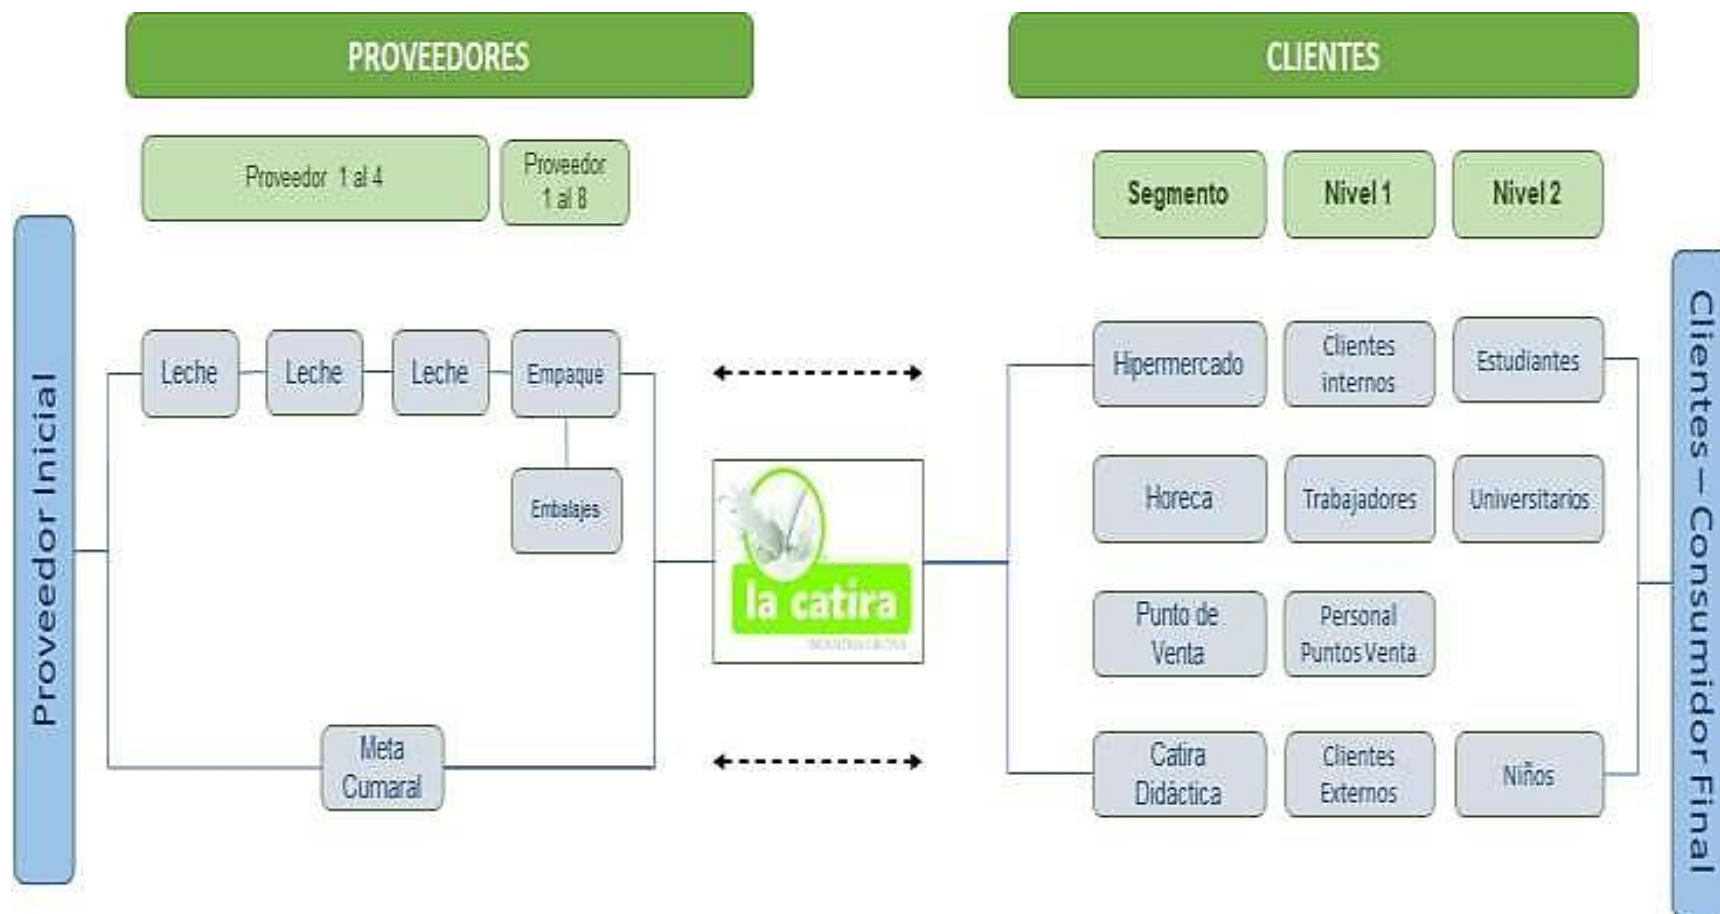 PROVEEDORES
CLIENTES
Proveedor 1 al 4
Proveedor
1 al 8
Segmento
Nivel 1
Nivel 2
Proveedor Inicial
Leche
Leche
Leche
Empaque
Embalajes
Meta
Cumaral
la catira
Hipermercado
Clientes
internos
Estudiantes
Horeca
Trabajadores
Universitarios
Punto de
Venta
Personal
Puntos Venta
Catira
Didáctica
Clientes
Externos
Niños
Clientes – Consumidor Final